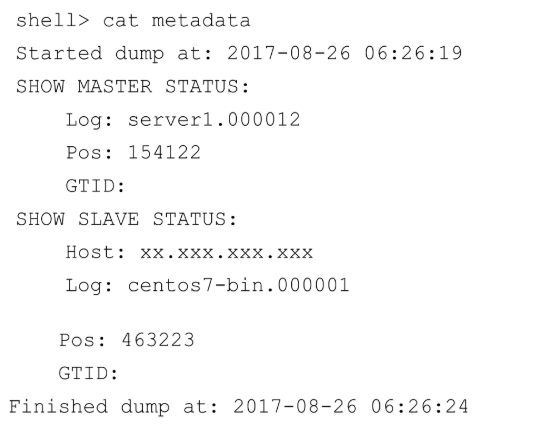 shell> cat metadata
Started dump at: 2017-08-26 06:26:19
SHOW MASTER STATUS:
Log: server1.000012
Pos: 154122
GTID:
SHOW SLAVE STATUS:
Host: xx.xxx.xxx.xxx
Log: centos7-bin.000001
Pos: 463223
GTID:
Finished dump at: 2017-08-26 06:26:24